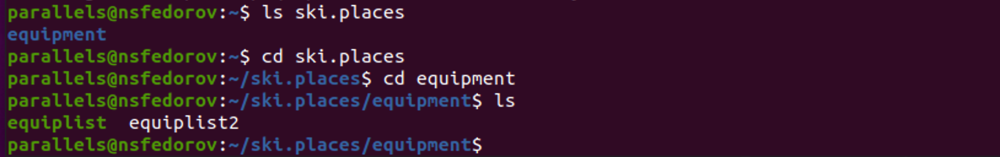 parallels@nsfedorov:~$ ls ski.places
equipment
parallels@nsfedorov:~$ cd ski.places
parallels@nsfedorov:~/ski.places$ cd equipment
parallels@nsfedorov:~/ski.places/equipment$ ls
equiplist  equiplist2
parallels@nsfedorov:~/ski.places/equipment$